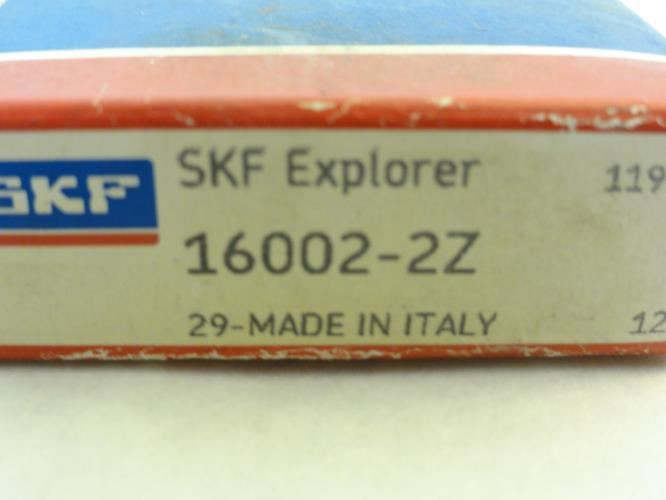 SKF
SKF Explorer
119
16002-2Z
29-MADE IN ITALY
12